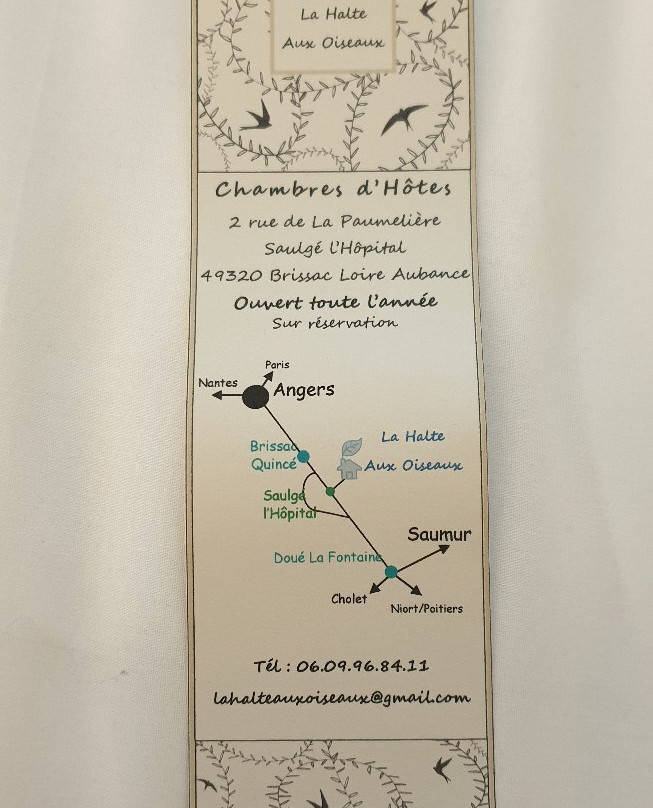 La Halte
Aux Oiseaux
Chambres d'Hôtes
2 rue de La Paumelière
Saulgé L'Hôpital
49320 Brissac Loire Aubance
Ouvert toute l'année
Sur réservation
Paris
Nantes
Angers
Brissac
Quincé
La Halte
Aux Oiseaux
Saulgé
l'Hôpital
Saumur
Doué La Fontaine
Cholet
Niort/Poitiers
Tél : 06.09.96.84.11
lahalteauxoiseaux@gmail.com